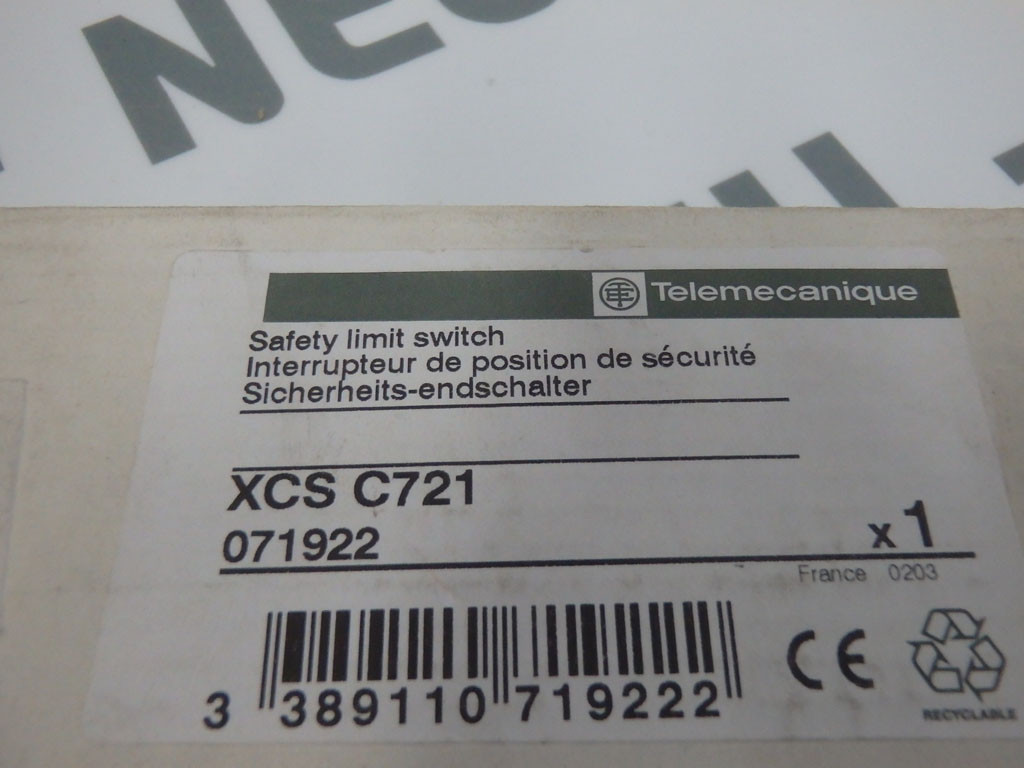 Telemecanique
Safety limit switch
Interrupteur de position de sécurité
Sicherheits-endschalter
XCS C721
071922
x 1
France 0203
3 389110 719222
CE
RECYCLABLE